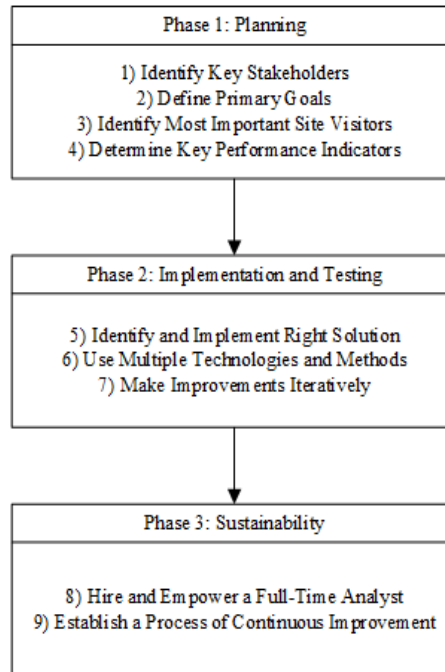 Phase 1: Planning
1) Identify Key Stakeholders
2) Define Primary Goals
3) Identify Most Important Site Visitors
4) Determine Key Performance Indicators
Phase 2: Implementation and Testing
5) Identify and Implement Right Solution
6) Use Multiple Technologies and Methods
7) Make Improvements Iteratively
Phase 3: Sustainability
8) Hire and Empower a Full-Time Analyst
9) Establish a Process of Continuous Improvement